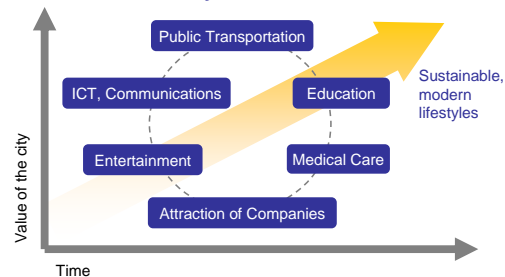 Public Transportation
ICT, Communications
Education
Sustainable,
modern
lifestyles
Entertainment
Medical Care
Attraction of Companies
Value of the city
Time